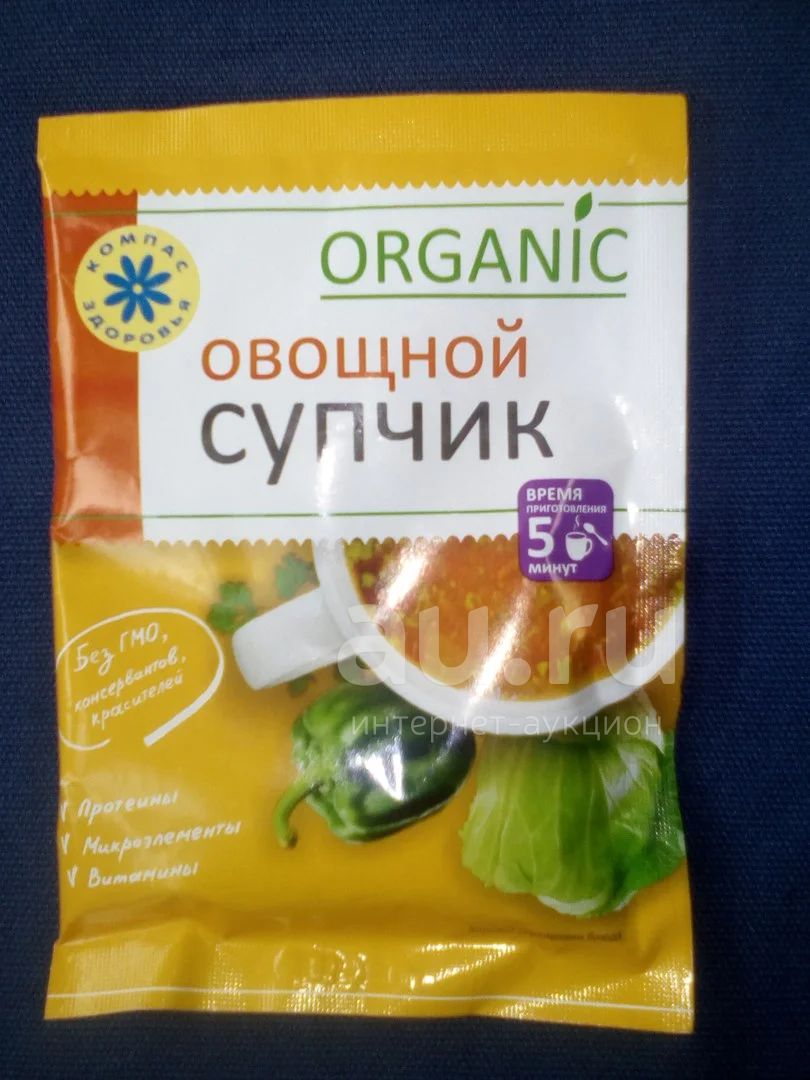 КОМПАС
ЗДОРОВЬЯ
ORGANIC
ОВОЩНОЙ
СУПЧИК
ВРЕМЯ
ПРИГОТОВЛЕНИЯ
5
минут
Без ГМО,
консервантов,
красителей
au.ru
интернет-аукцион
√ Протеины
√ Микроэлементы
√ Витамины